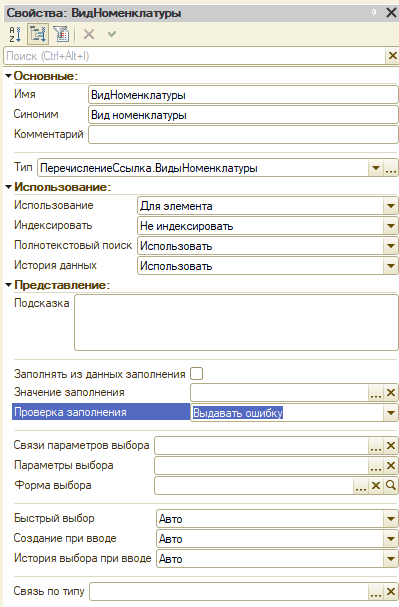 Свойства: ВидНоменклатуры
Поиск (Ctrl+Alt+I)
Основные:
Имя ВидНоменклатуры
Синоним Вид номенклатуры
Комментарий
Тип ПеречислениеСсылка.ВидыНоменклатуры
Использование:
Использование Для элемента
Индексировать Не индексировать
Полнотекстовый поиск Использовать
История данных Использовать
Представление:
Подсказка
Заполнять из данных заполнения
Значение заполнения
Проверка заполнения Выдавать ошибку
Связи параметров выбора
Параметры выбора
Форма выбора
Быстрый выбор Авто
Создание при вводе Авто
История выбора при вводе Авто
Связь по типу